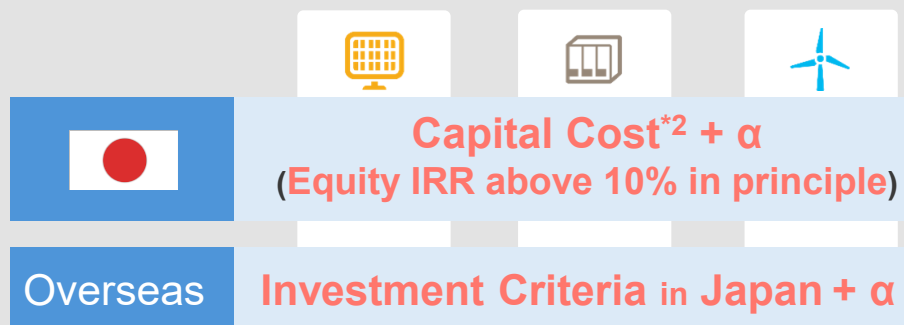 Capital Cost*2 + α
(Equity IRR above 10% in principle)
Overseas Investment Criteria in Japan + α